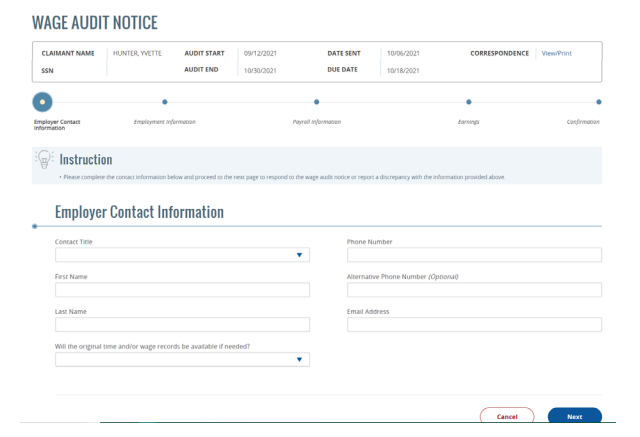 WAGE AUDIT NOTICE
CLAIMANT NAME HUNTER, YVETTE AUDIT START 09/12/2021 DATE SENT 10/06/2021 CORRESPONDENCE View/Print
SSN AUDIT END 10/30/2021 DUE DATE 10/18/2021
Employer Contact Information Employment Information Payroll Information Earnings Confirmation
Instruction
• Please complete the contact information below and proceed to the next page to respond to the wage audit notice or report a discrepancy with the information provided above.
Employer Contact Information
Contact Title Phone Number
First Name Alternative Phone Number (Optional)
Last Name Email Address
Will the original time and/or wage records be available if needed?
Cancel Next